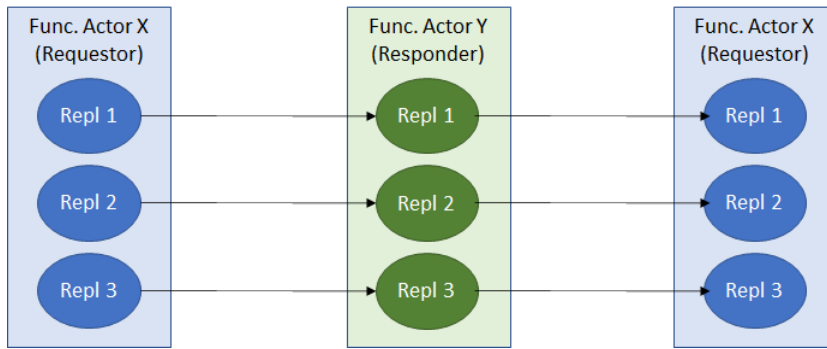 Func. Actor X
(Requestor)
Repl 1
Repl 2
Repl 3
Func. Actor Y
(Responder)
Repl 1
Repl 2
Repl 3
Func. Actor X
(Requestor)
Repl 1
Repl 2
Repl 3